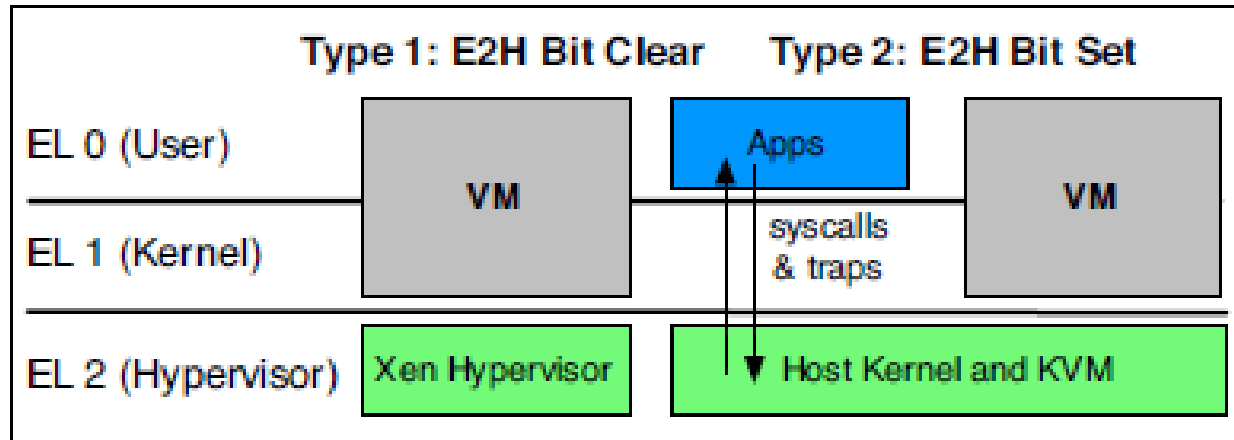 Type 1: E2H Bit Clear Type 2: E2H Bit Set
EL 0 (User)
Apps
VM
VM
EL 1 (Kernel)
syscalls
& traps
EL 2 (Hypervisor)
Xen Hypervisor
Host Kernel and KVM